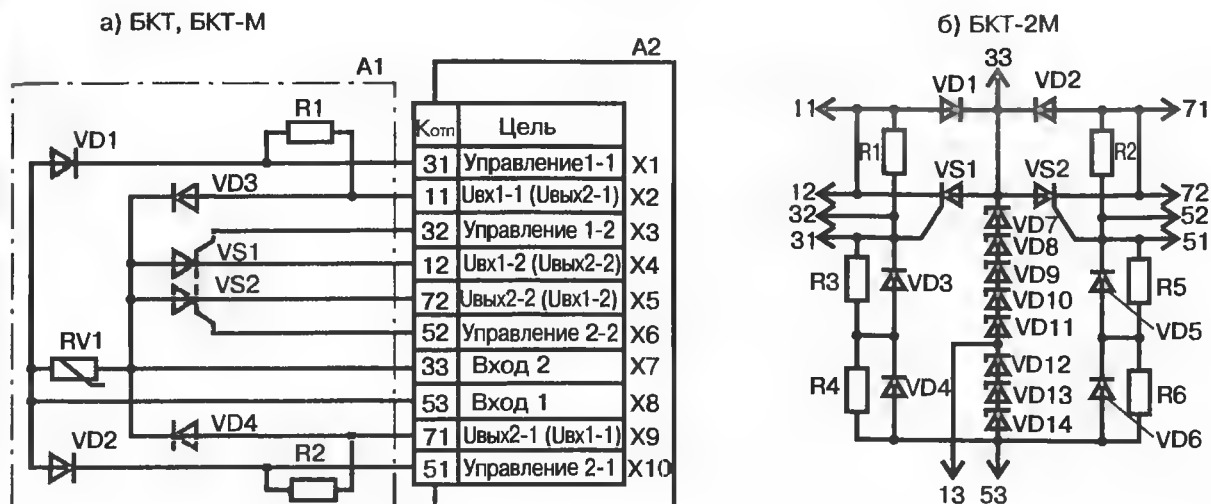 а) БКТ, БКТ-М
A1
A2
VD1
R1
VD3
VS1
VS2
RV1
VD4
VD2
R2
Котп Цель
31 Управление1-1 X1
11 Uвх1-1 (Uвых2-1) X2
32 Управление 1-2 X3
12 Uвх1-2 (Uвых2-2) X4
72 Uвых2-2 (Uвх1-2) X5
52 Управление 2-2 X6
33 Вход 2 X7
53 Вход 1 X8
71 Uвых2-1 (Uвх1-1) X9
51 Управление 2-1 X10
б) БКТ-2М
33
VD1 VD2
11 71
R1 R2
VS1 VS2
12 72
32 52
31 51
VD7
VD8
R3 VD3 VD9 R5
VD10
VD11 VD5
VD12
R4 VD4 VD13 R6
VD14 VD6
13 53